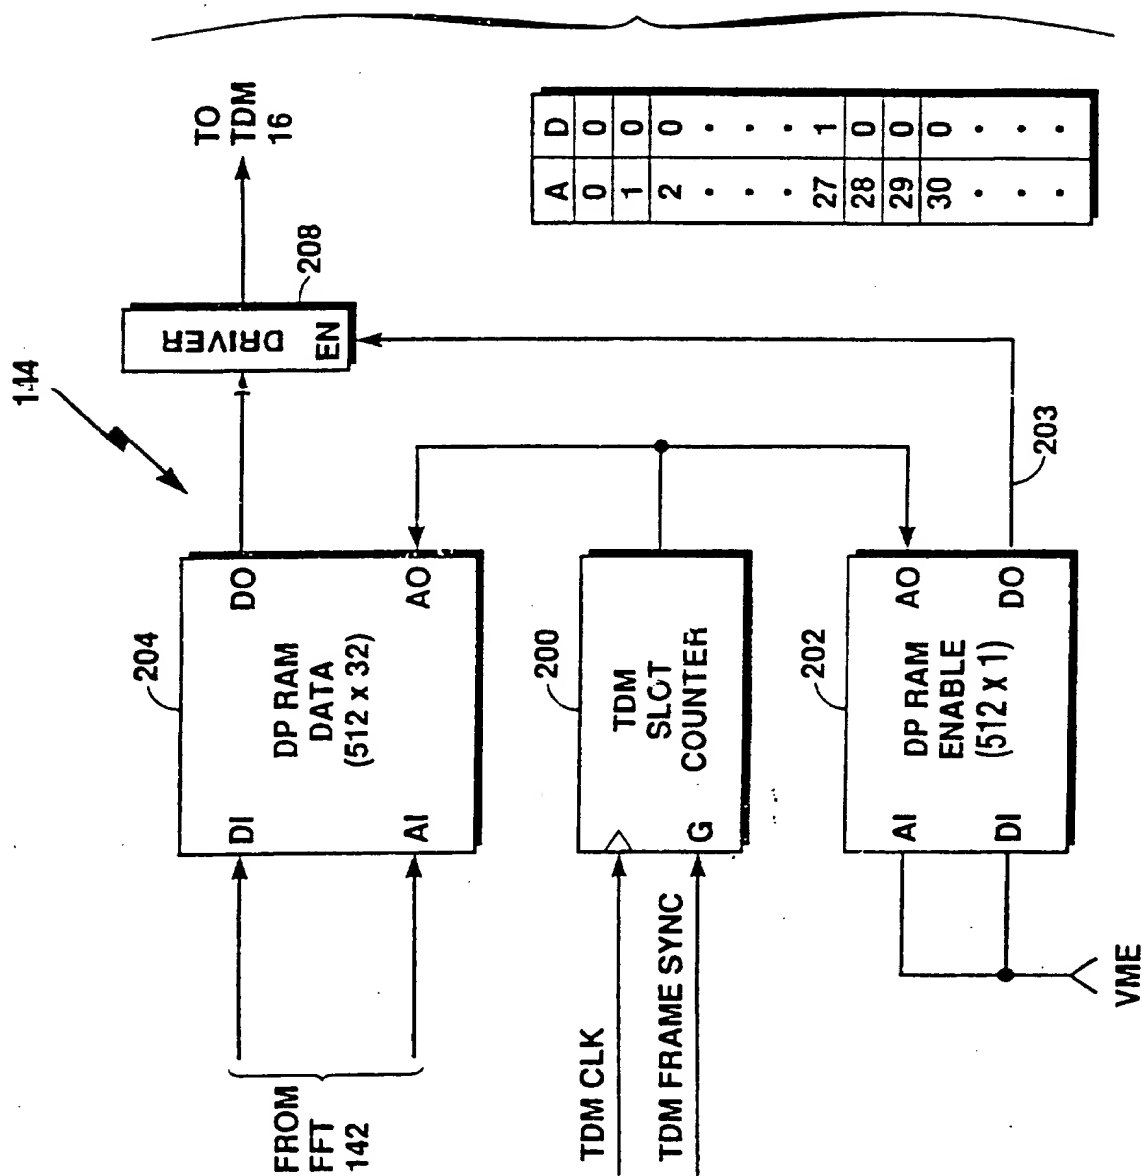 144
TO
TDM
16
DRIVER
EN
208
A D
0 0
1 0
2 0
· ·
· ·
· ·
27 1
28 0
29 0
30 0
· ·
· ·
· ·
204
DI
DO
DP RAM
DATA
(512 x 32)
AI
AO
FROM
FFT
142
200
TDM
SLOT
COUNTER
G
TDM CLK
TDM FRAME SYNC
202
AI
AO
DP RAM
ENABLE
(512 x 1)
DI
DO
203
VME